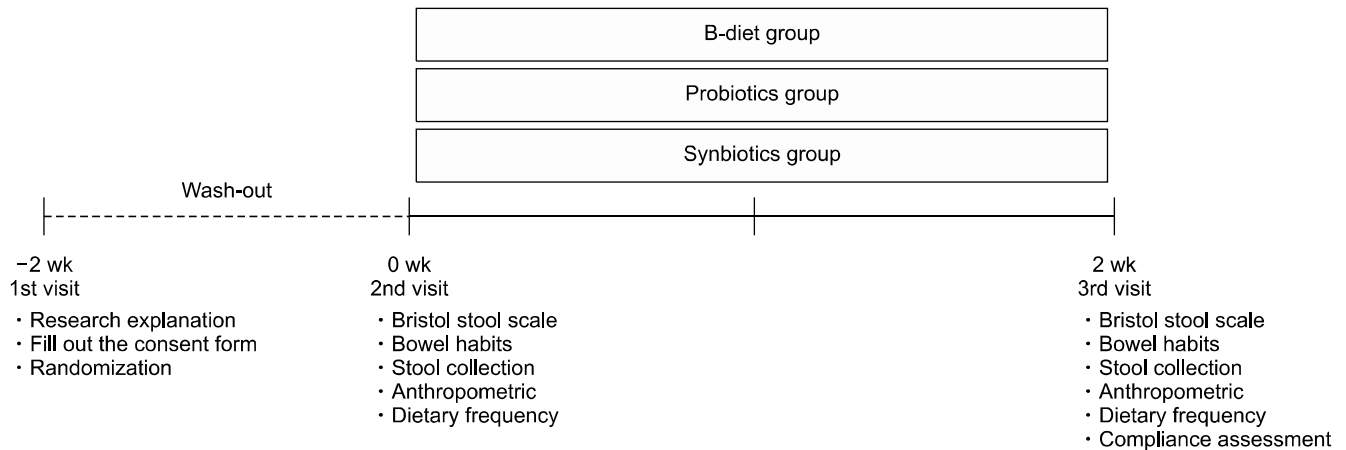 B-diet group
Probiotics group
Synbiotics group
Wash-out
−2 wk
1st visit
・Research explanation
・Fill out the consent form
・Randomization
0 wk
2nd visit
・Bristol stool scale
・Bowel habits
・Stool collection
・Anthropometric
・Dietary frequency
2 wk
3rd visit
・Bristol stool scale
・Bowel habits
・Stool collection
・Anthropometric
・Dietary frequency
・Compliance assessment